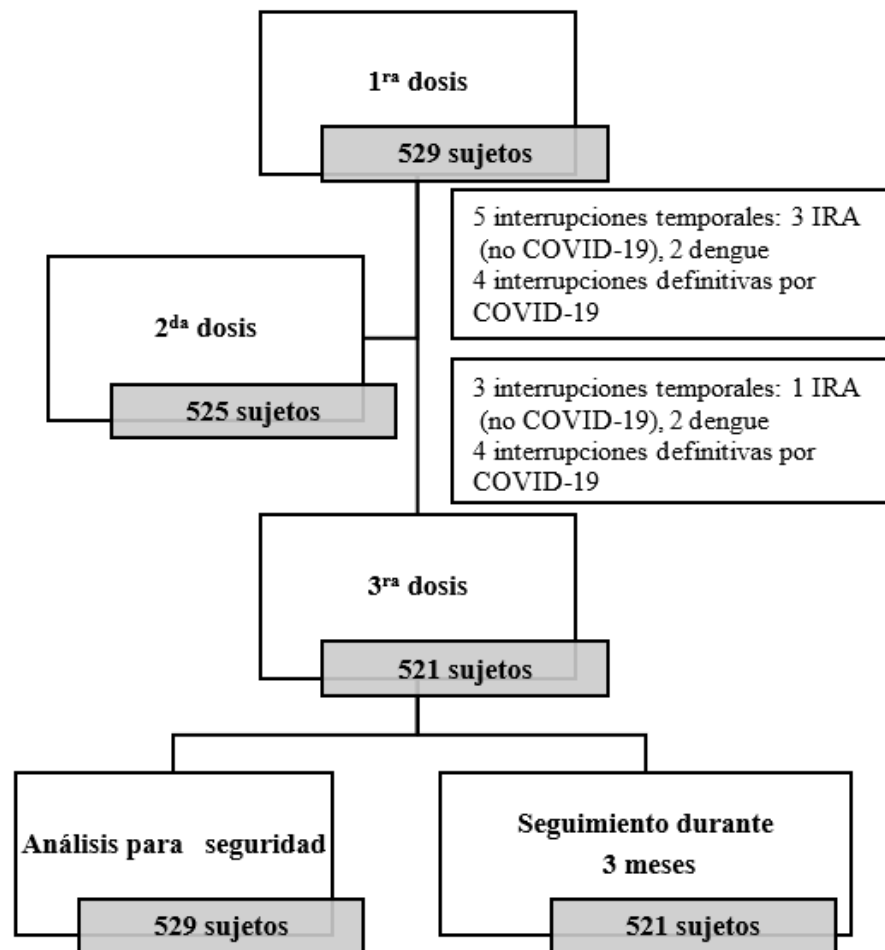 1ra dosis
529 sujetos
5 interrupciones temporales: 3 IRA
(no COVID-19), 2 dengue
4 interrupciones definitivas por
COVID-19
2da dosis
525 sujetos
3 interrupciones temporales: 1 IRA
(no COVID-19), 2 dengue
4 interrupciones definitivas por
COVID-19
3ra dosis
521 sujetos
Análisis para seguridad
529 sujetos
Seguimiento durante
3 meses
521 sujetos